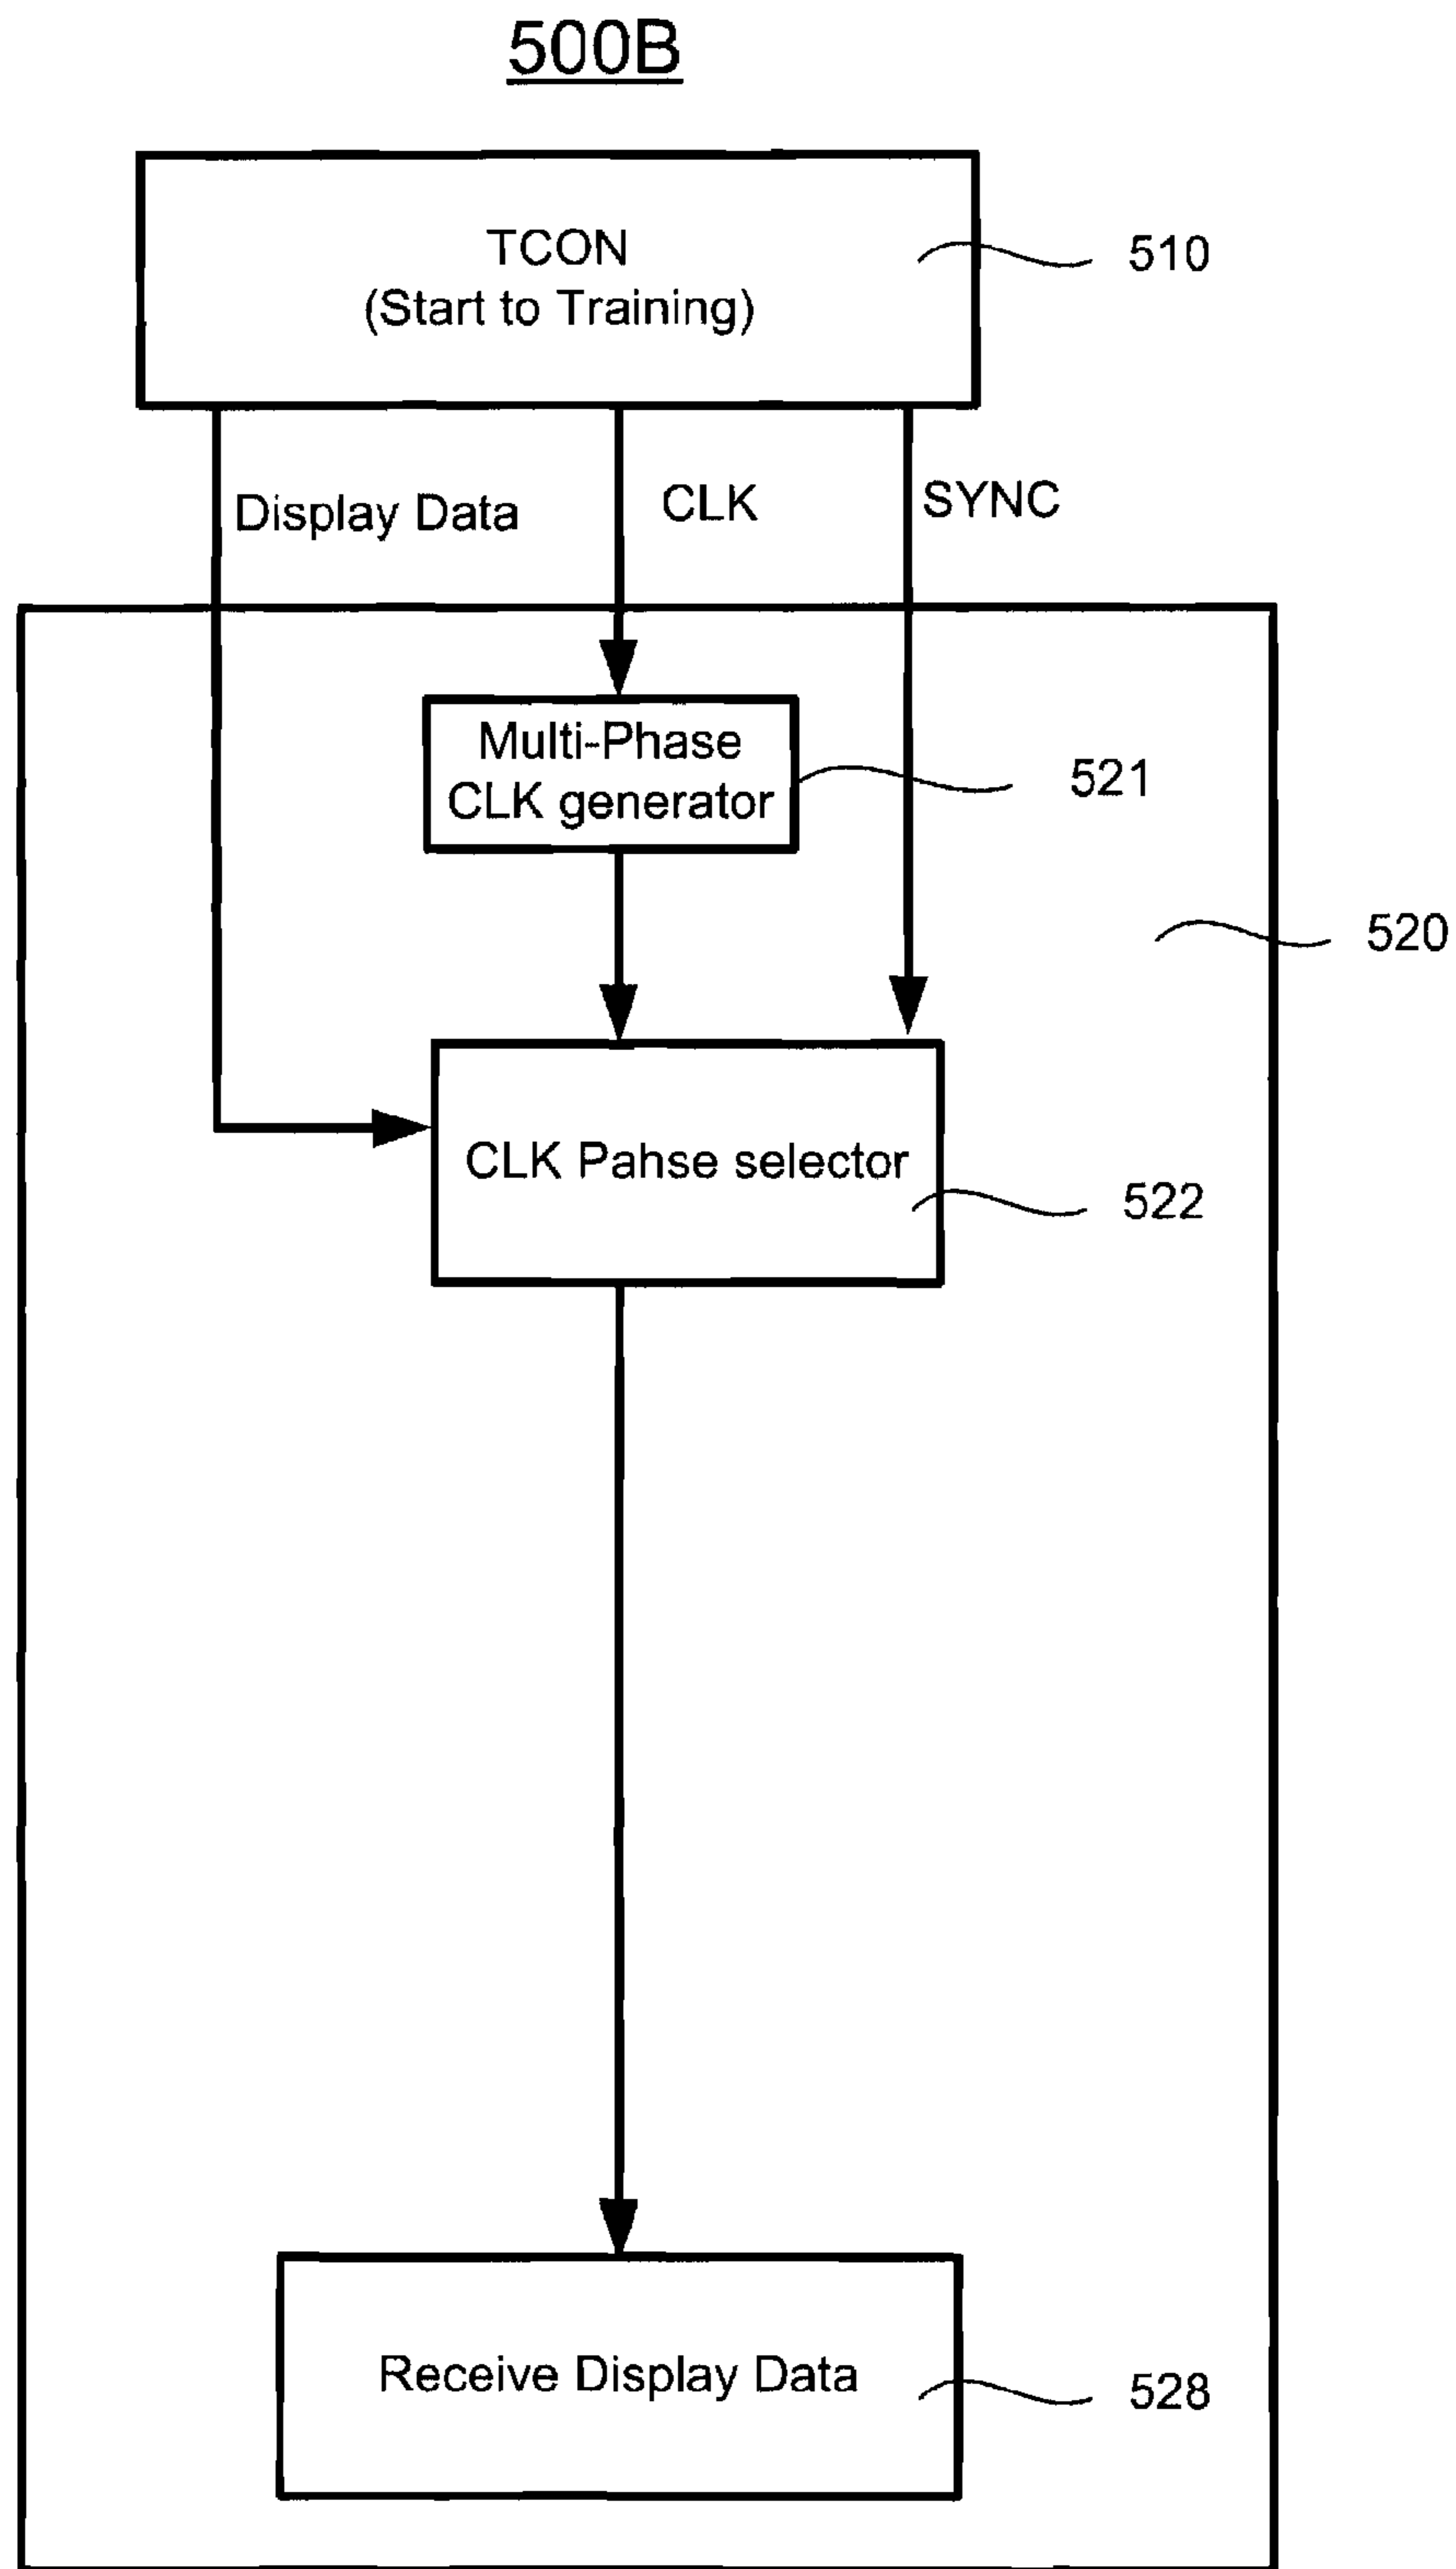 500B
TCON
(Start to Training)
510
Display Data
CLK
SYNC
Multi-Phase
CLK generator
521
520
CLK Pahse selector
522
Receive Display Data
528